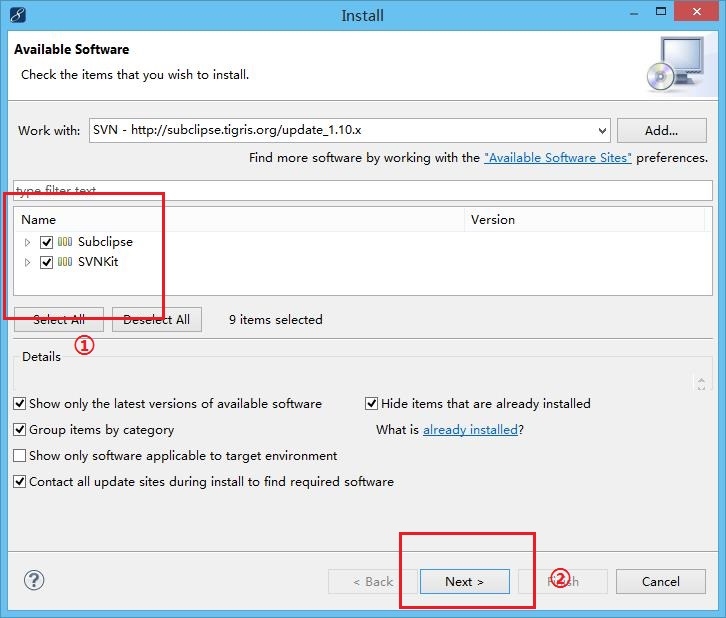 Install
Available Software
Check the items that you wish to install.
Work with: SVN - http://subclipse.tigris.org/update_1.10.x Add...
Find more software by working with the "Available Software Sites" preferences.
type filter text
Name Version
Subclipse
SVNKit
Select All Deselect All 9 items selected
①
Details
Show only the latest versions of available software Hide items that are already installed
Group items by category What is already installed?
Show only software applicable to target environment
Contact all update sites during install to find required software
? < Back Next > ② Finish Cancel